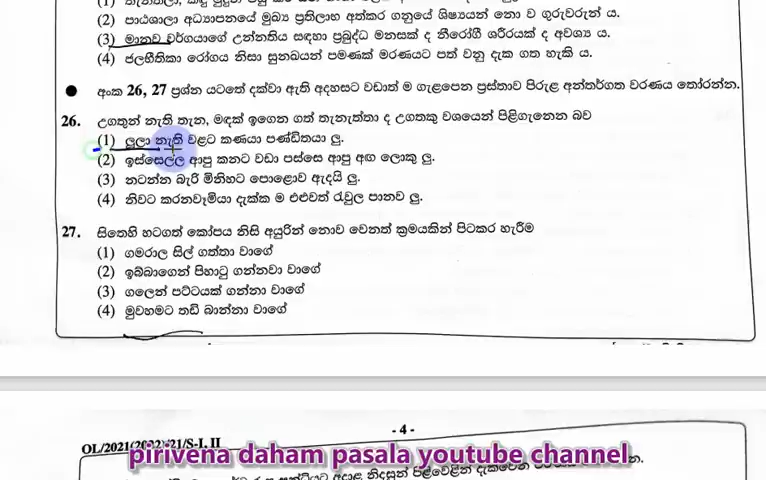 (2) පාඨශාලා අධ්‍යාපනයේ මුඛ්‍ය ප්‍රතිලාභ අත්කර ගනුයේ ශිෂ්‍යයන් නො ව ගුරුවරුන් ය.
(3) මානව වර්ගයාගේ උන්නතිය සඳහා ප්‍රබුද්ධ මනසක් ද නීරෝගී ශරීරයක් ද අවශ්‍ය ය.
(4) ජලභීතිකා රෝගය නිසා සුනඛයන් පමණක් මරණයට පත් වනු දැක ගත හැකි ය.
● අංක 26, 27 ප්‍රශ්න යටතේ දක්වා ඇති අදහසට වඩාත් ම ගැළපෙන ප්‍රස්තාව පිරුළ අන්තර්ගත වරණය තෝරන්න.
26. උගතුන් නැති තැන, මඳක් ඉගෙන ගත් තැනැත්තා ද උගතකු වශයෙන් පිළිගැනෙන බව
(1) ලූලා නැති වළට කණයා පණ්ඩිතයා ලු.
(2) ඉස්සෙල්ල ආපු කනට වඩා පස්සෙ ආපු අඟ ලොකු ලු.
(3) නටන්න බැරි මිනිහට පොළොව ඇදයි ලු.
(4) නිවට කරනවෑමියා දැක්ක ම එළුවත් රැවුල පානව ලු.
27. සිතෙහි හටගත් කෝපය නිසි අයුරින් නොව වෙනත් ක්‍රමයකින් පිටකර හැරීම
(1) ගමරාල සිල් ගත්තා වාගේ
(2) ඉබ්බාගෙන් පිහාටු ගන්නවා වාගේ
(3) ගලෙන් පට්ටයක් ගන්නා වාගේ
(4) මුවහමට තඩි බාන්නා වාගේ
- 4 -
OL/2021(2022)/21/S-I, II
pirivena daham pasala youtube channel